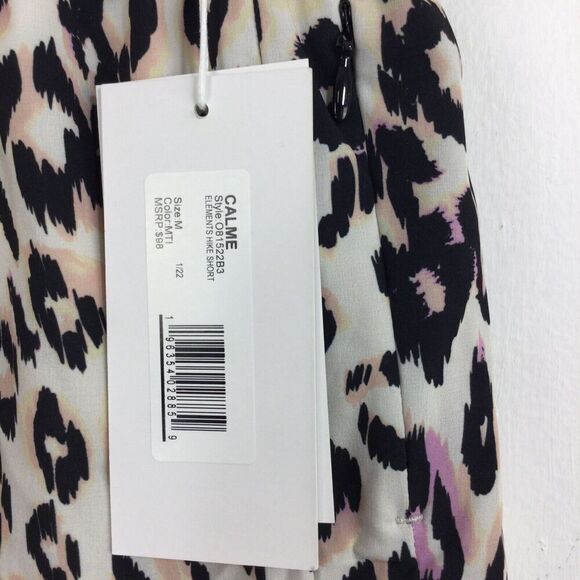 CALME
Style:O81522B3
ELEMENTS HIKE SHORT
Size:M
Color:MTI
MSRP:$98
1/22
1 96354 02885 9